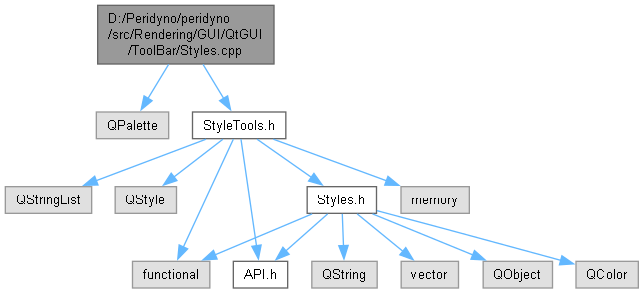 D:/Peridyno/peridyno
/src/Rendering/GUI/QtGUI
/ToolBar/Styles.cpp
QPalette
StyleTools.h
QStringList
QStyle
Styles.h
memory
functional
API.h
QString
vector
QObject
QColor